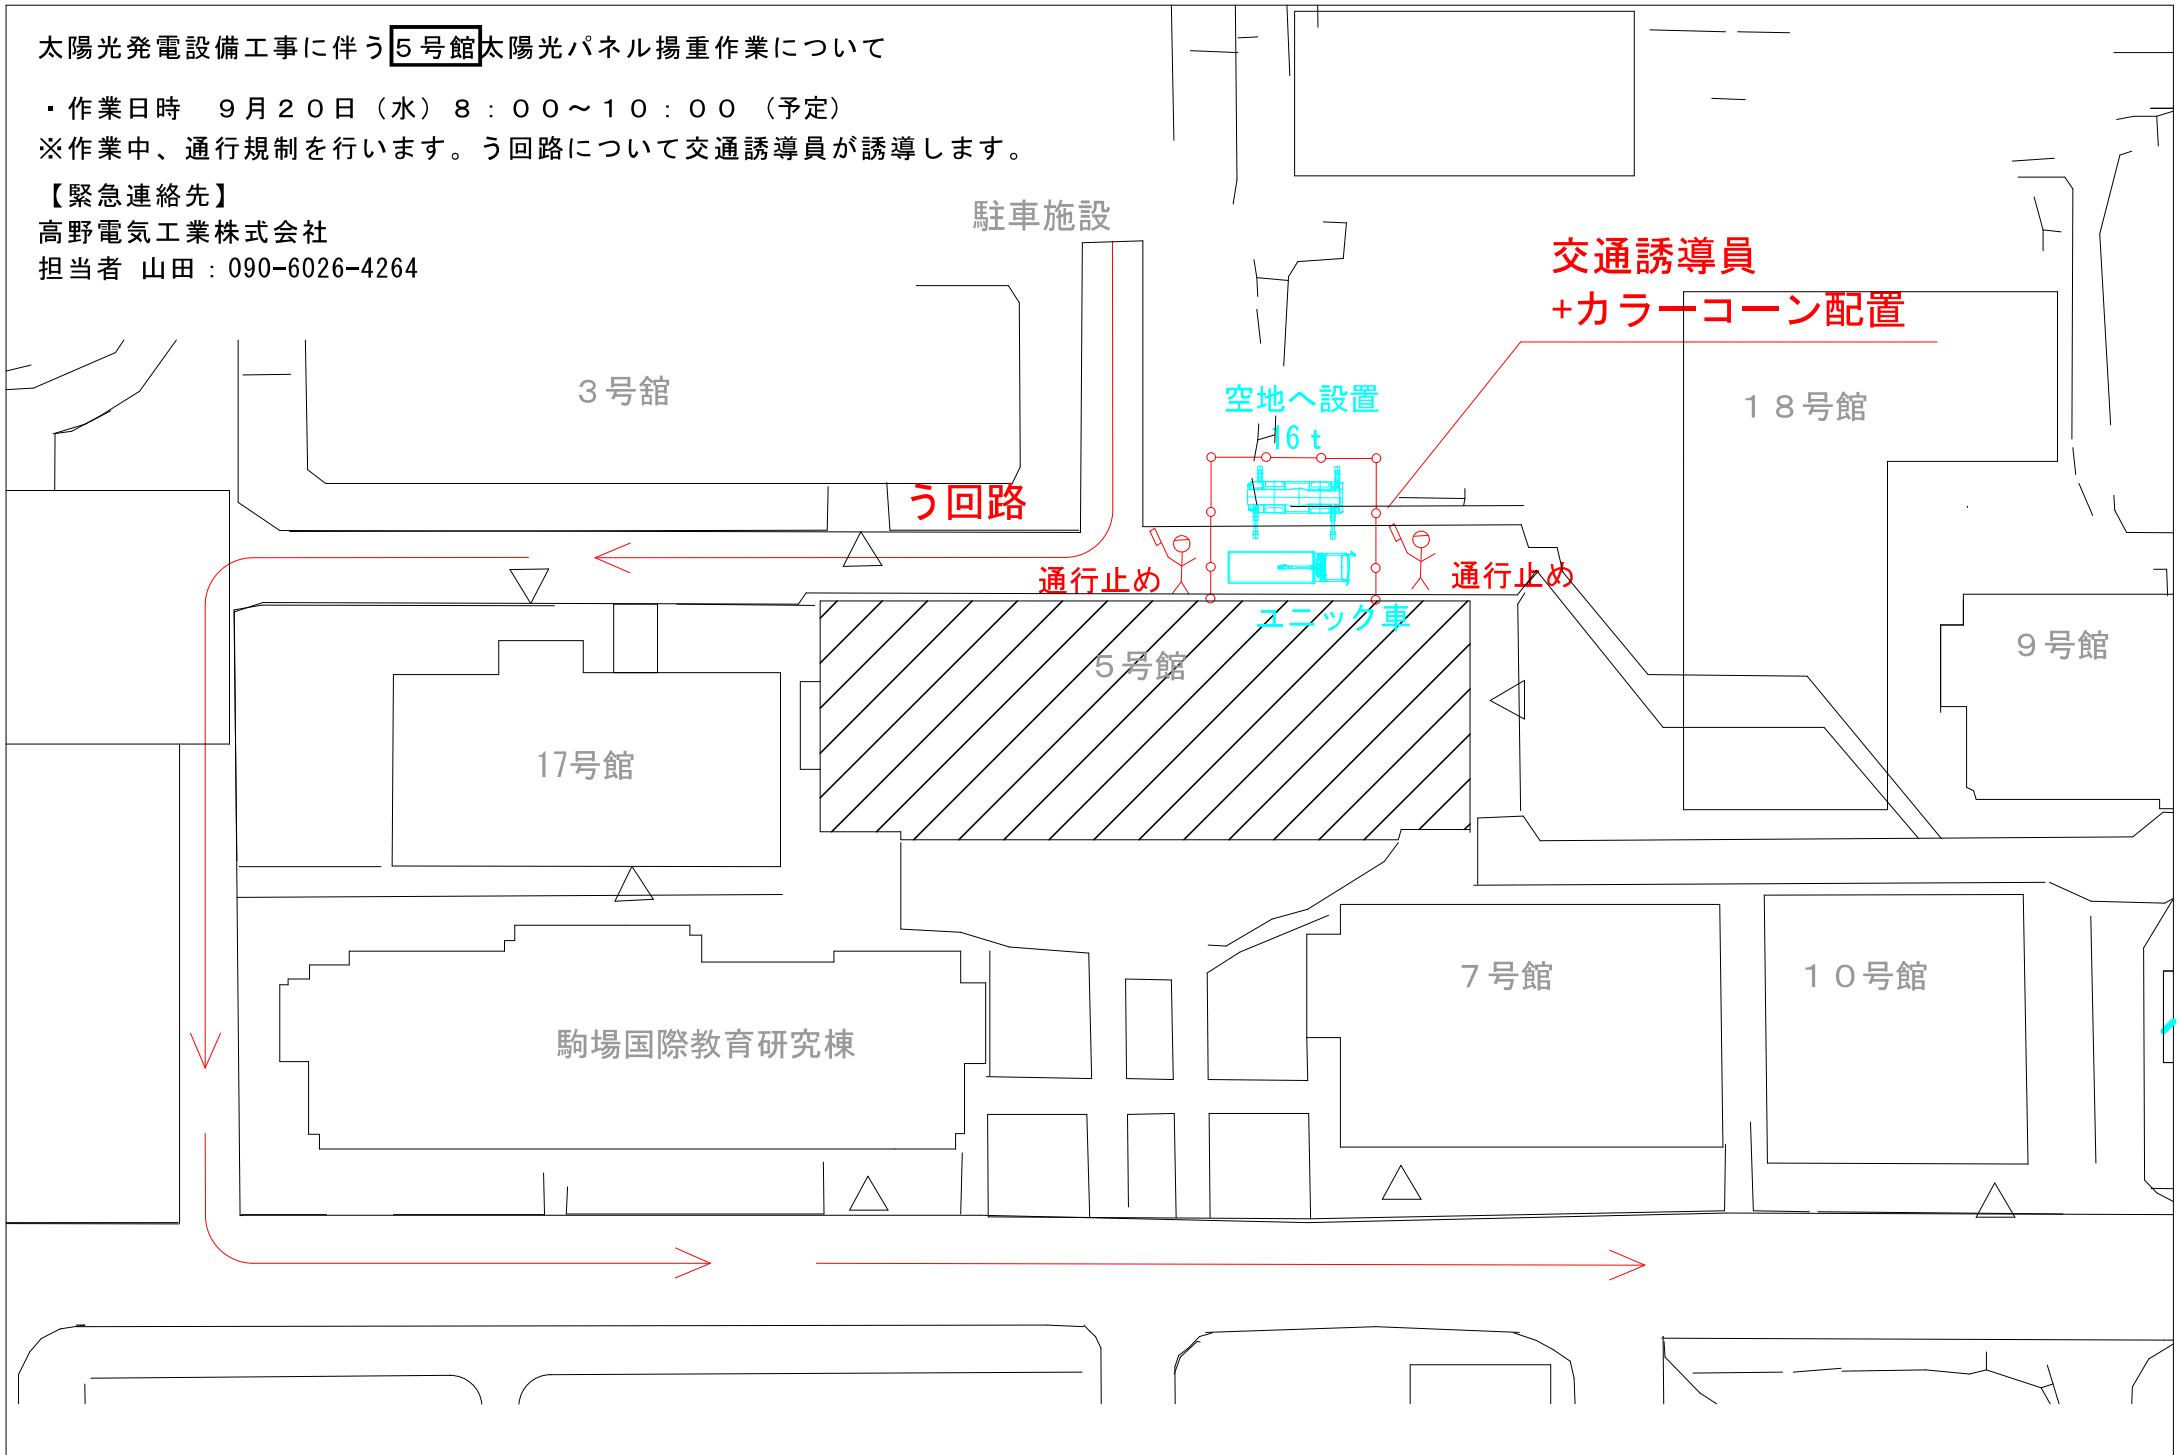 太陽光発電設備工事に伴う５号館太陽光パネル揚重作業について
・作業日時　９月２０日（水）８：００～１０：００（予定）
※作業中、通行規制を行います。う回路について交通誘導員が誘導します。
【緊急連絡先】
高野電気工業株式会社
担当者 山田：090-6026-4264
駐車施設
交通誘導員
+カラーコーン配置
３号舘
空地へ設置
16ｔ
１８号館
う回路
通行止め
通行止め
ユニック車
５号館
９号館
17号館
７号館
１０号館
駒場国際教育研究棟